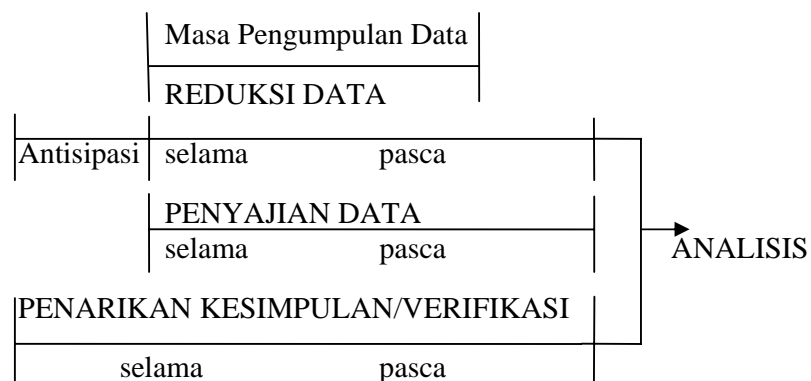 Masa Pengumpulan Data
REDUKSI DATA
Antisipasi selama pasca
PENYAJIAN DATA
selama pasca
ANALISIS
PENARIKAN KESIMPULAN/VERIFIKASI
selama pasca